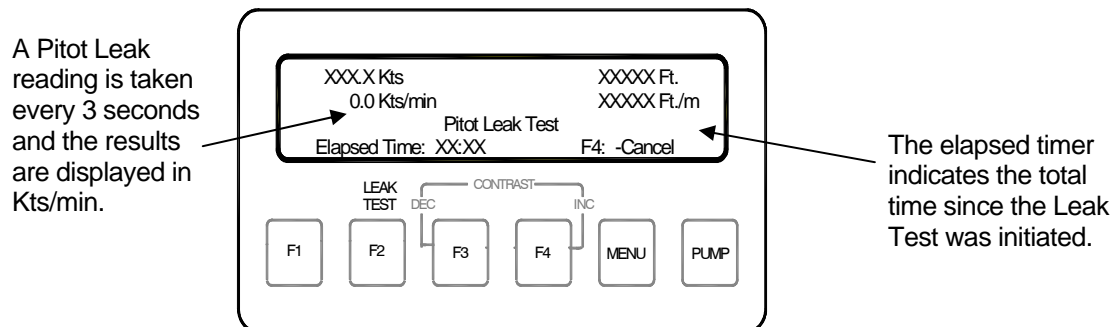 A Pitot Leak
reading is taken
every 3 seconds
and the results
are displayed in
Kts/min.
XXX.X Kts XXXXX Ft.
0.0 Kts/min XXXXX Ft./m
Pitot Leak Test
Elapsed Time: XX:XX F4: -Cancel
LEAK
TEST
DEC CONTRAST INC
F1 F2 F3 F4 MENU PUMP
The elapsed timer
indicates the total
time since the Leak
Test was initiated.